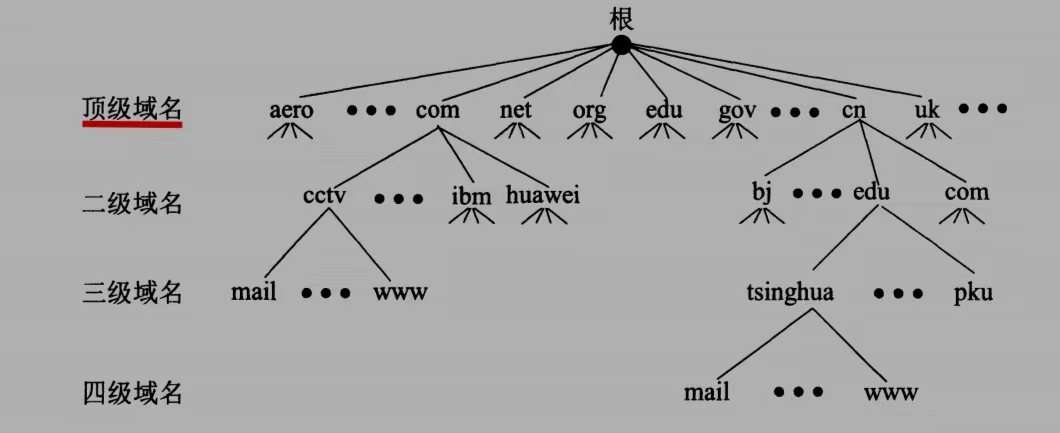 根
顶级域名 aero ••• com net org edu gov ••• cn uk •••
二级域名 cctv ••• ibm huawei bj ••• edu com
三级域名 mail ••• www tsinghua ••• pku
四级域名 mail ••• www